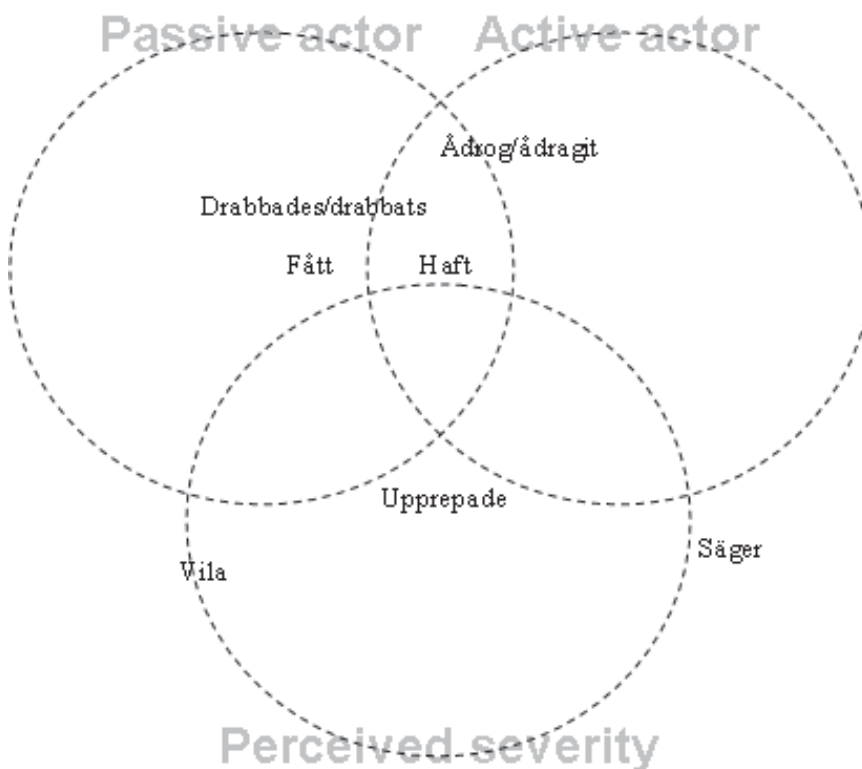 Passive actor Active actor
Ådrog/ådragit
Drabbades/drabbats
Fått Haft
Upprepade
Säger
Vila
Perceived severity